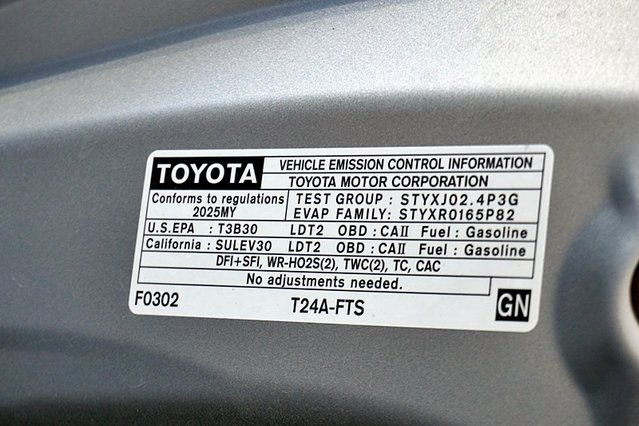 TOYOTA VEHICLE EMISSION CONTROL INFORMATION
TOYOTA MOTOR CORPORATION
Conforms to regulations
2025MY
TEST GROUP : STYXJ02.4P3G
EVAP FAMILY: STYXR0165P82
U.S.EPA : T3B30 LDT2 OBD : CAII Fuel : Gasoline
California : SULEV30 LDT2 OBD : CAII Fuel : Gasoline
DFI+SFI, WR-HO2S(2), TWC(2), TC, CAC
No adjustments needed.
F0302 T24A-FTS GN